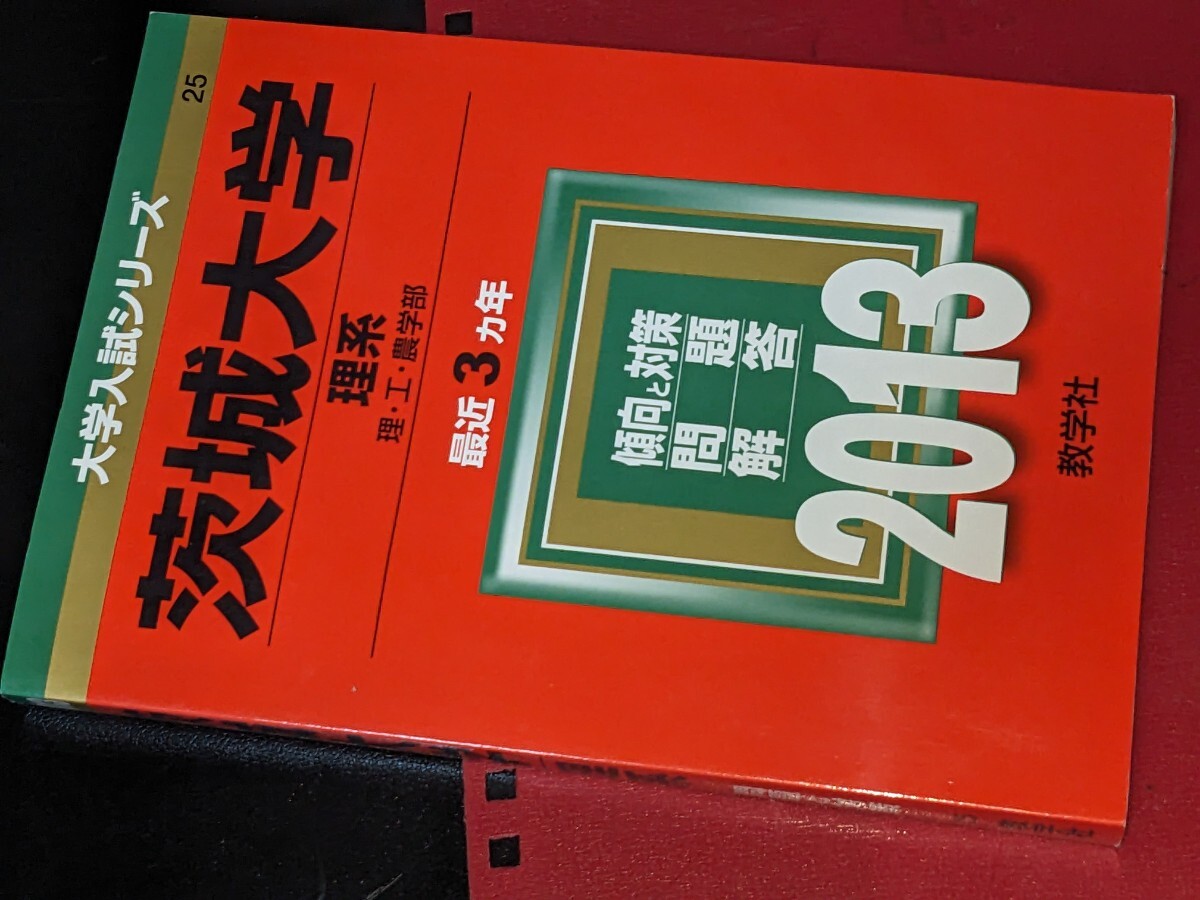 大学入試シリーズ
25
茨城大学
理系
理・工・農学部
最近3ヵ年
傾向と対策
問題
解答
2013
教学社